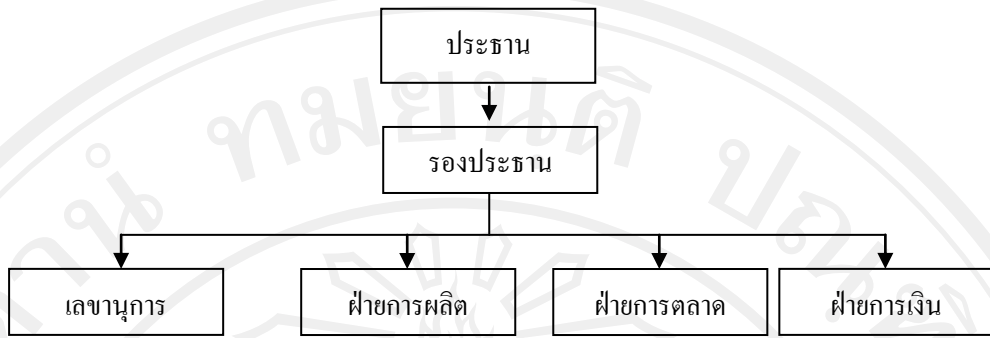 ประธาน
รองประธาน
เลขานุการ
ฝ่ายการผลิต
ฝ่ายการตลาด
ฝ่ายการเงิน